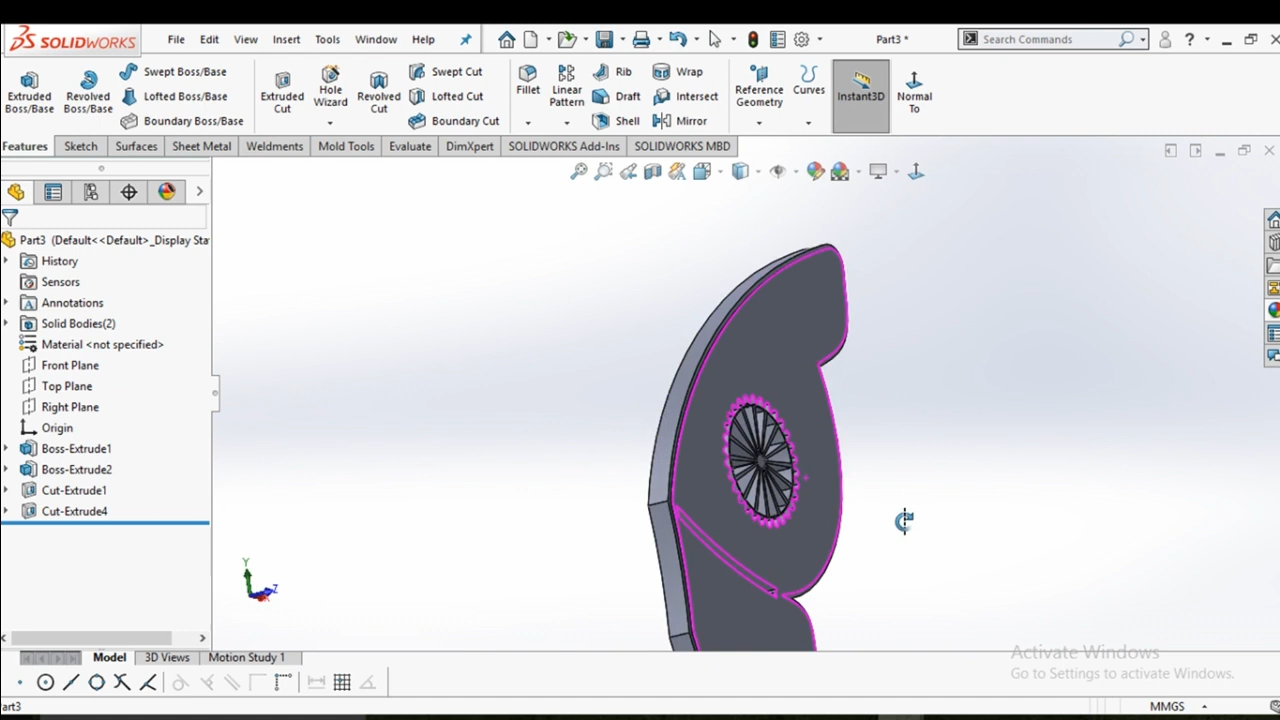 SOLIDWORKS File Edit View Insert Tools Window Help Part3 * Search Commands ?
Extruded Boss/Base Revolved Boss/Base Swept Boss/Base Lofted Boss/Base Boundary Boss/Base Extruded Cut Hole Wizard Revolved Cut Swept Cut Lofted Cut Boundary Cut Fillet Linear Pattern Rib Draft Shell Wrap Intersect Mirror Reference Geometry Curves Instant3D Normal To
Features Sketch Surfaces Sheet Metal Weldments Mold Tools Evaluate DimXpert SOLIDWORKS Add-Ins SOLIDWORKS MBD
Part3 (Default<<Default>_Display Sta
History
Sensors
Annotations
Solid Bodies(2)
Material <not specified>
Front Plane
Top Plane
Right Plane
Origin
Boss-Extrude1
Boss-Extrude2
Cut-Extrude1
Cut-Extrude4
Y
Z
Activate Windows
Go to Settings to activate Windows.
Model 3D Views Motion Study 1
art3 MMGS